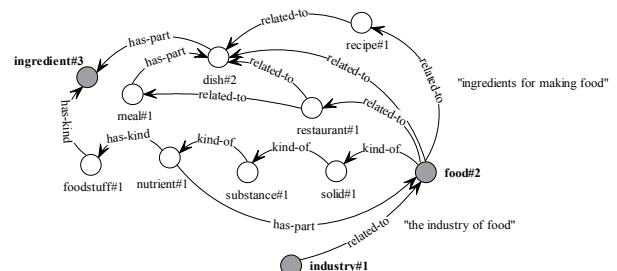 related-to
recipe#1
has-part
ingredient#3
has-part
dish#2
related-to
related-to
related-to
"ingredients for making food"
meal#1
related-to
related-to
restaurant#1
has-kind
has-kind
kind-of
kind-of
kind-of
foodstuff#1
nutrient#1
substance#1
solid#1
food#2
has-part
related-to
"the industry of food"
industry#1